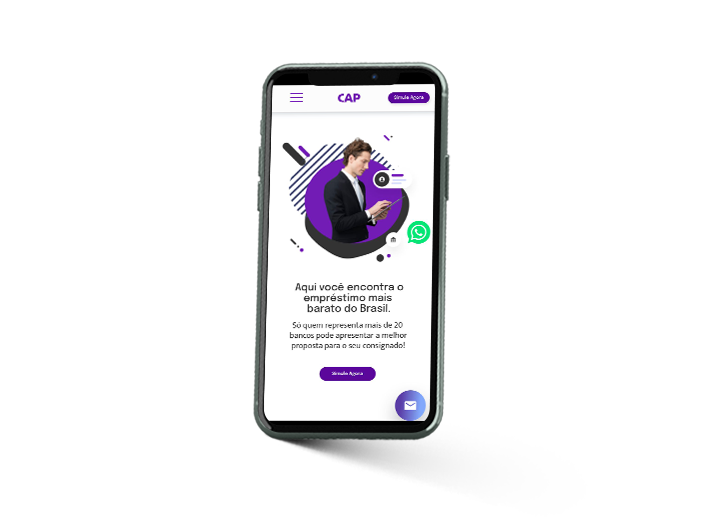 CAP
Simule Agora
Aqui você encontra o
empréstimo mais
barato do Brasil.
Só quem representa mais de 20
bancos pode apresentar a melhor
proposta para o seu consignado!
Simule Agora